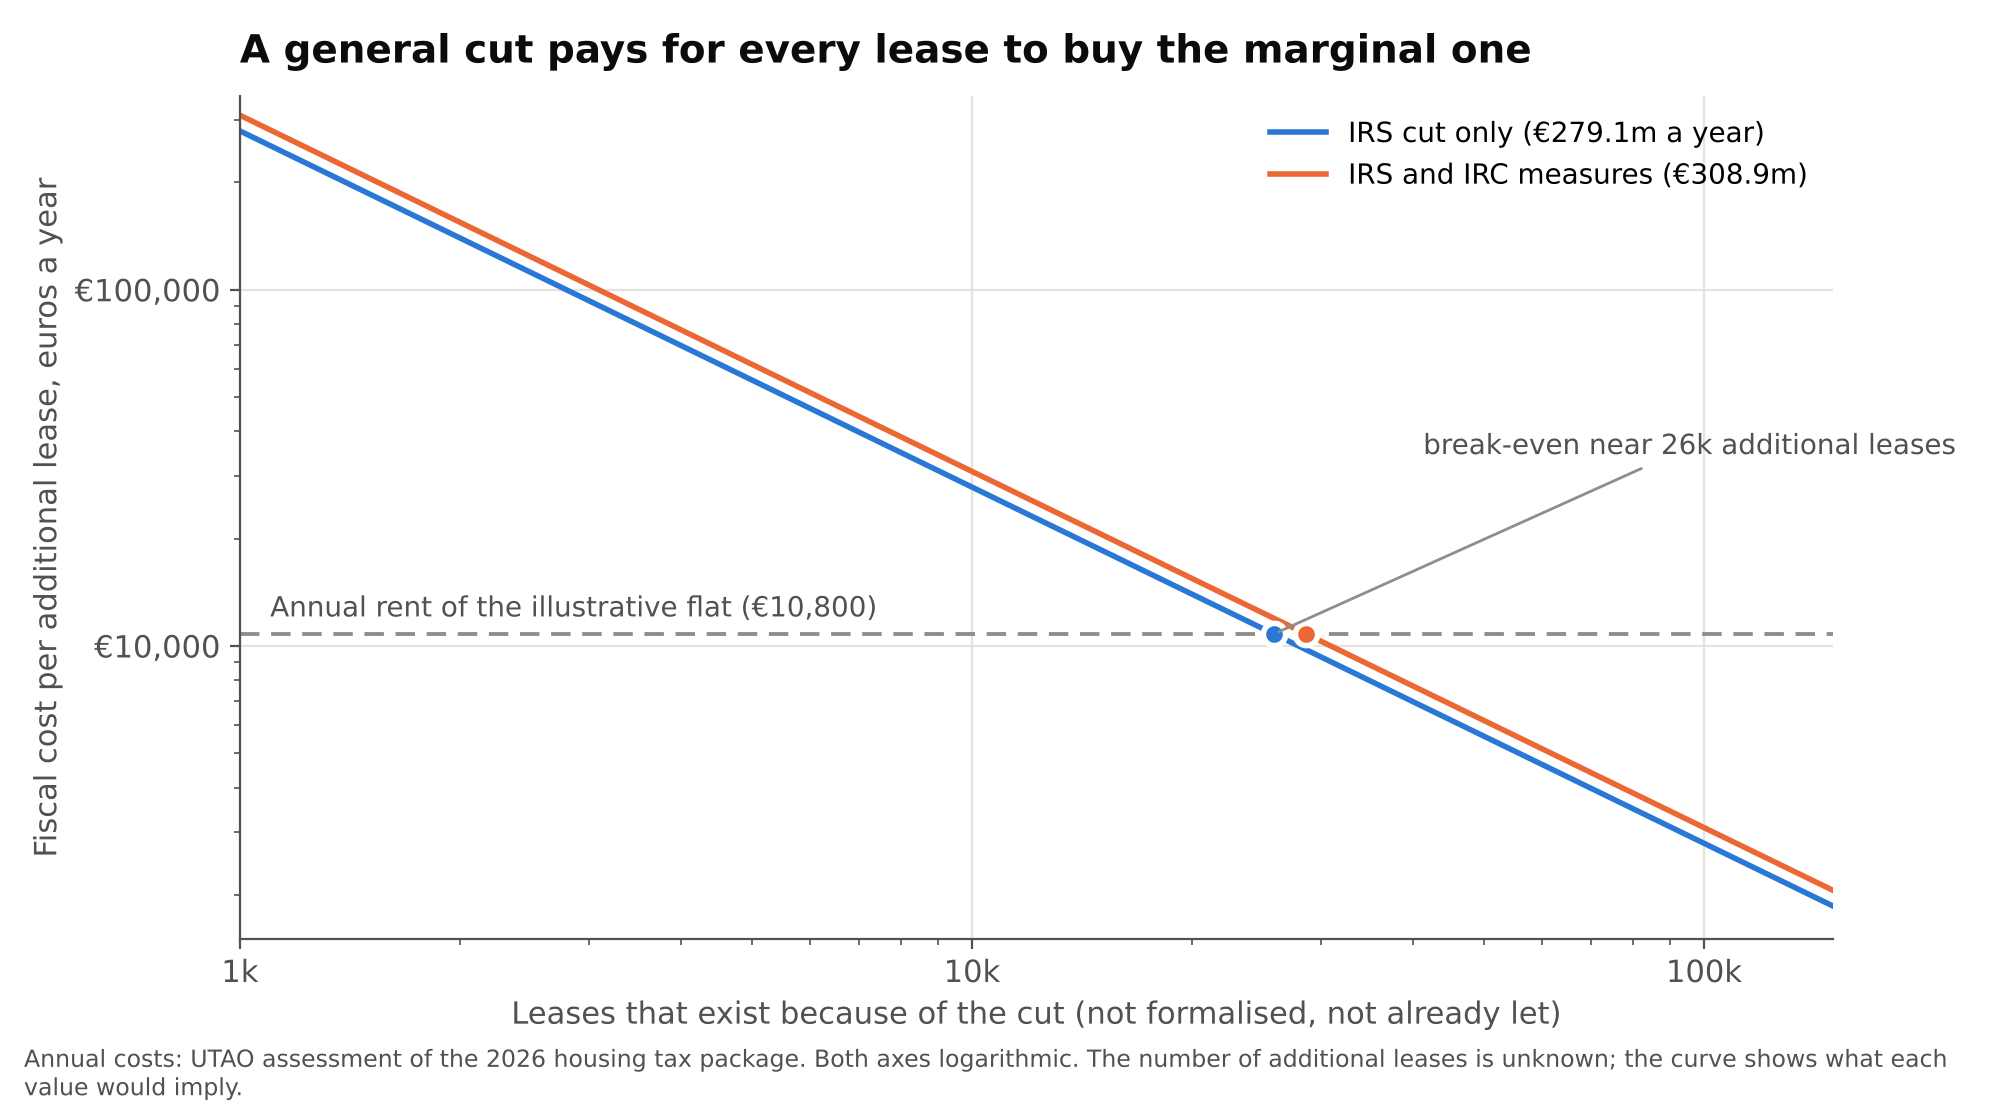 A general cut pays for every lease to buy the marginal one
IRS cut only (€279.1m a year)
IRS and IRC measures (€308.9m)
Fiscal cost per additional lease, euros a year
€100,000
€10,000
break-even near 26k additional leases
Annual rent of the illustrative flat (€10,800)
1k
10k
100k
Leases that exist because of the cut (not formalised, not already let)
Annual costs: UTAO assessment of the 2026 housing tax package. Both axes logarithmic. The number of additional leases is unknown; the curve shows what each
value would imply.